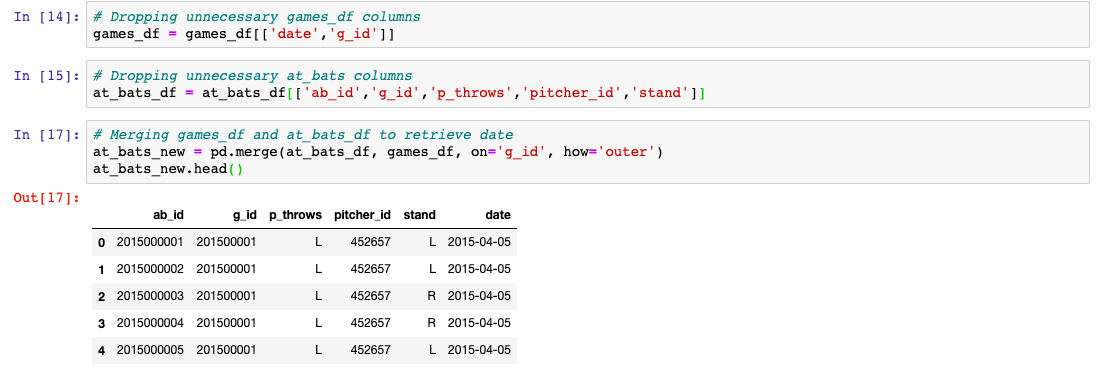 In [14]: # Dropping unnecessary games_df columns
games_df = games_df[['date','g_id']]
In [15]: # Dropping unnecessary at_bats columns
at_bats_df = at_bats_df[['ab_id','g_id','p_throws','pitcher_id','stand']]
In [17]: # Merging games_df and at_bats_df to retrieve date
at_bats_new = pd.merge(at_bats_df, games_df, on='g_id', how='outer')
at_bats_new.head()
Out[17]:
ab_id g_id p_throws pitcher_id stand date
0 2015000001 201500001 L 452657 L 2015-04-05
1 2015000002 201500001 L 452657 L 2015-04-05
2 2015000003 201500001 L 452657 R 2015-04-05
3 2015000004 201500001 L 452657 R 2015-04-05
4 2015000005 201500001 L 452657 L 2015-04-05